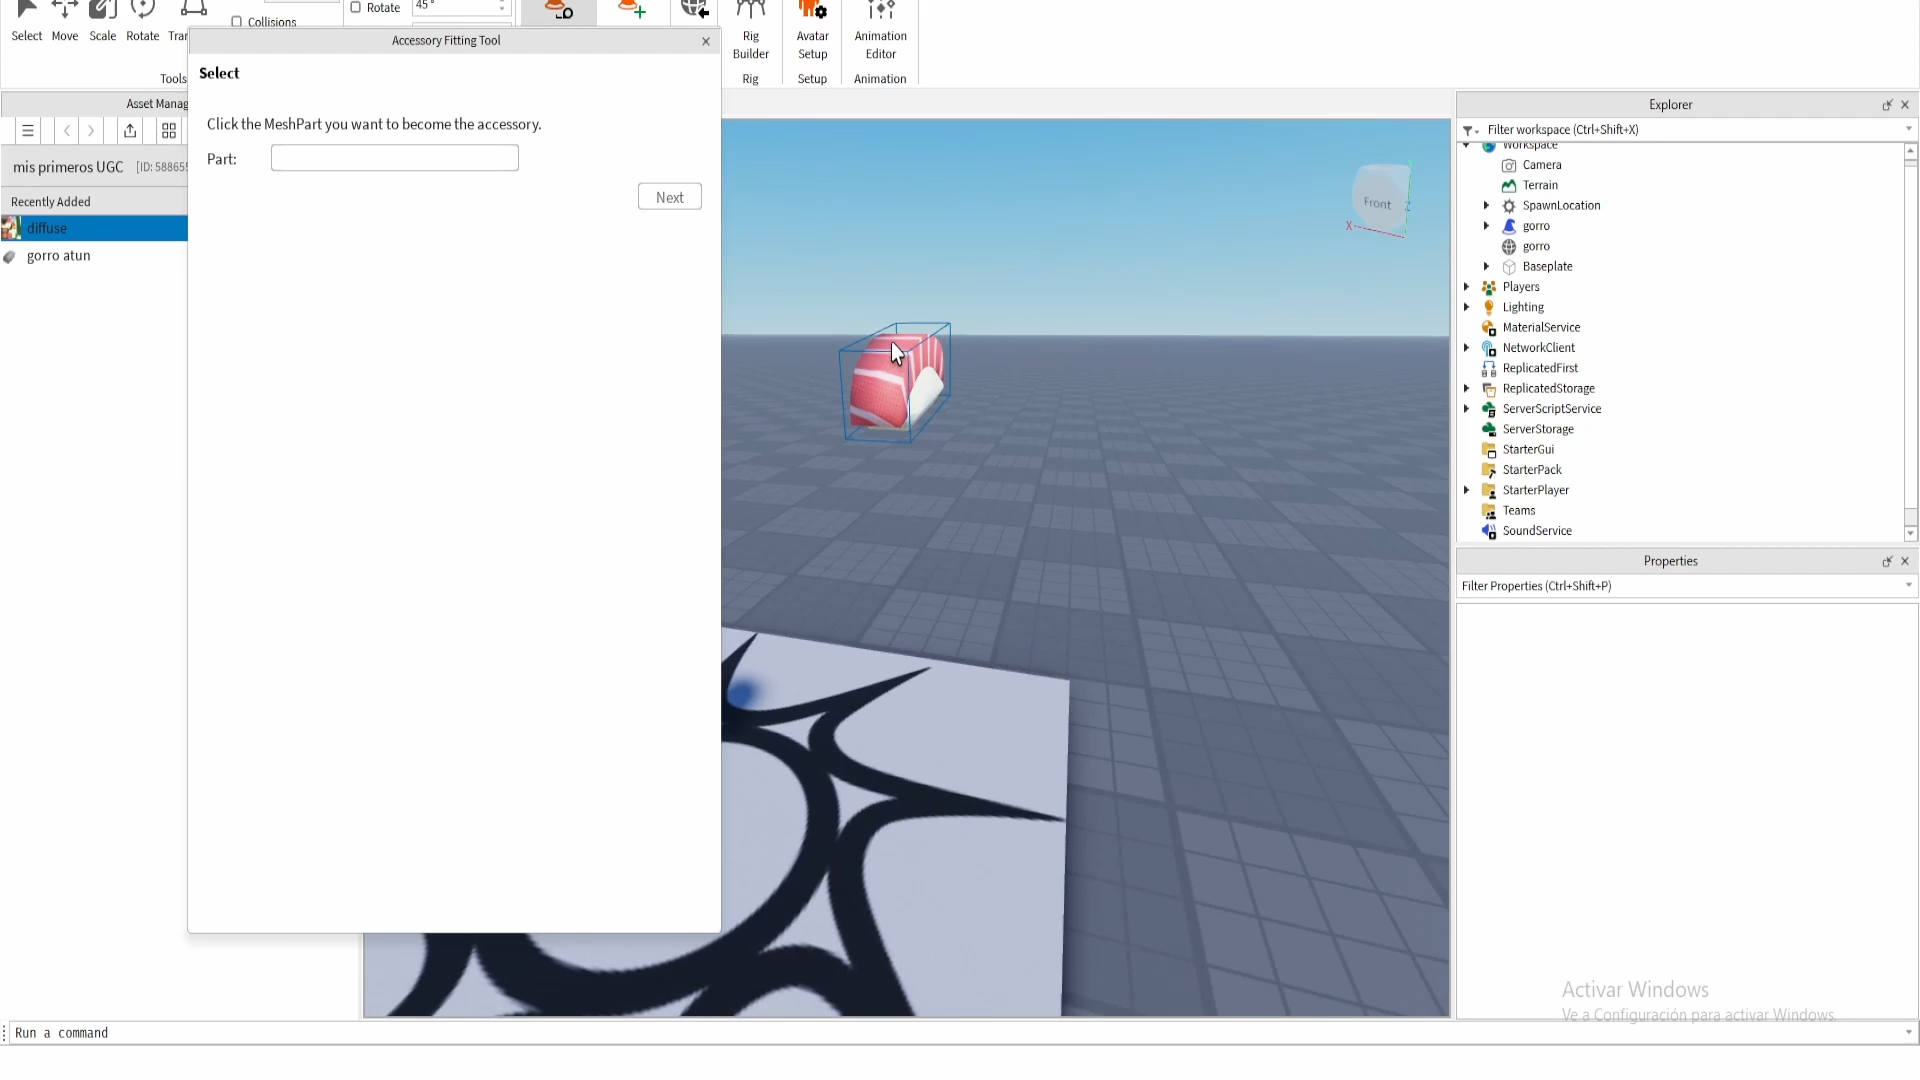 Select
Move
Scale
Rotate
Collisions
Rotate
45°
Tools
Rig
Builder
Rig
Avatar
Setup
Setup
Animation
Editor
Animation
Accessory Fitting Tool
Select
Click the MeshPart you want to become the accessory.
Part:
Next
mis primeros UGC
Recently Added
diffuse
gorro atun
Front
X
Z
Explorer
Filter workspace (Ctrl+Shift+X)
Workspace
Camera
Terrain
SpawnLocation
gorro
gorro
Baseplate
Players
Lighting
MaterialService
NetworkClient
ReplicatedFirst
ReplicatedStorage
ServerScriptService
ServerStorage
StarterGui
StarterPack
StarterPlayer
Teams
SoundService
Properties
Filter Properties (Ctrl+Shift+P)
Activar Windows
Ve a Configuración para activar Windows.
Run a command